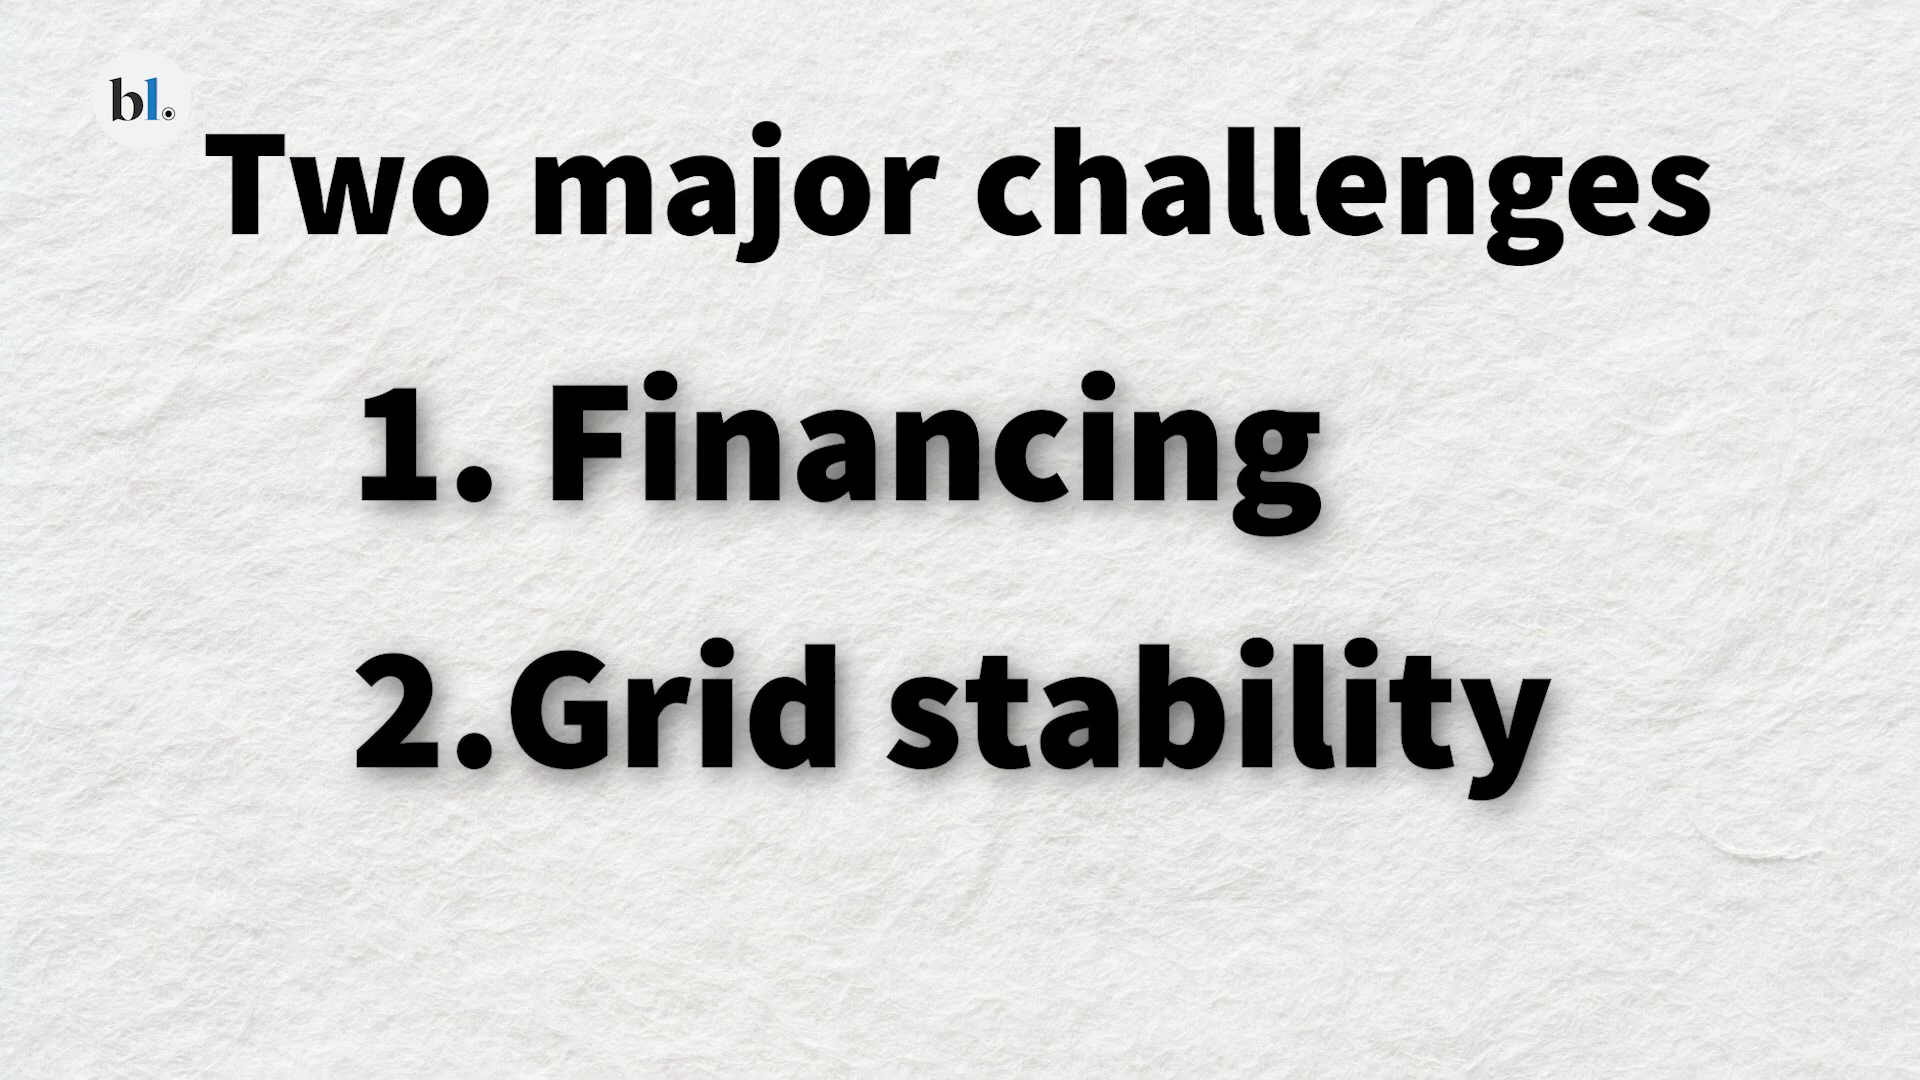 bl.
Two major challenges
1. Financing
2.Grid stability